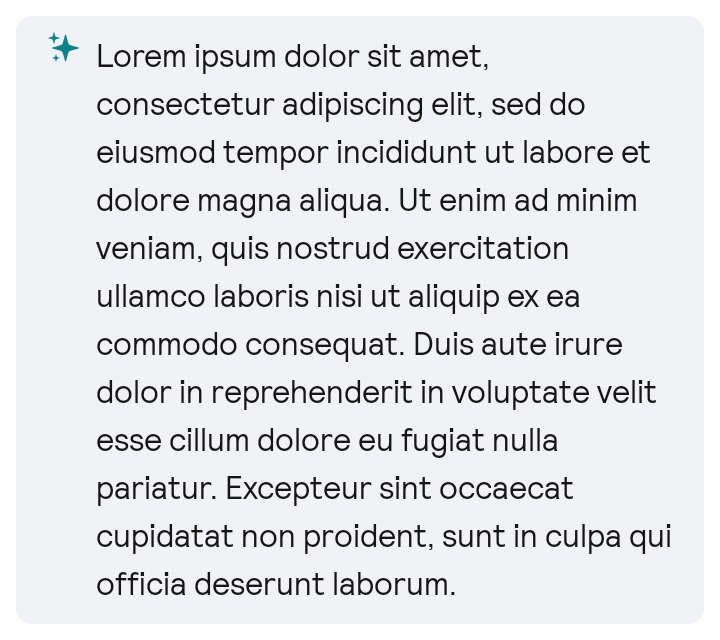 Lorem ipsum dolor sit amet,
consectetur adipiscing elit, sed do
eiusmod tempor incididunt ut labore et
dolore magna aliqua. Ut enim ad minim
veniam, quis nostrud exercitation
ullamco laboris nisi ut aliquip ex ea
commodo consequat. Duis aute irure
dolor in reprehenderit in voluptate velit
esse cillum dolore eu fugiat nulla
pariatur. Excepteur sint occaecat
cupidatat non proident, sunt in culpa qui
officia deserunt laborum.